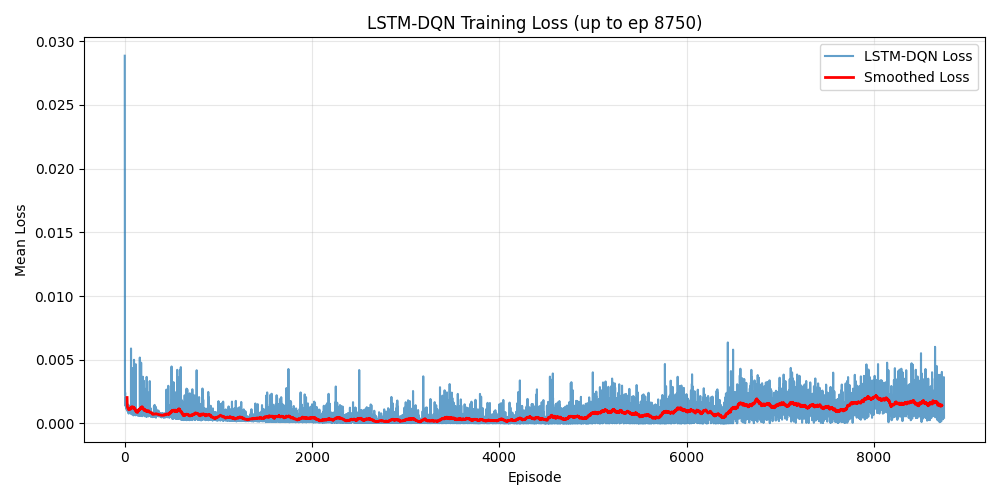 LSTM-DQN Training Loss (up to ep 8750)
LSTM-DQN Loss
Smoothed Loss
Mean Loss
0.030
0.025
0.020
0.015
0.010
0.005
0.000
0 2000 4000 6000 8000
Episode